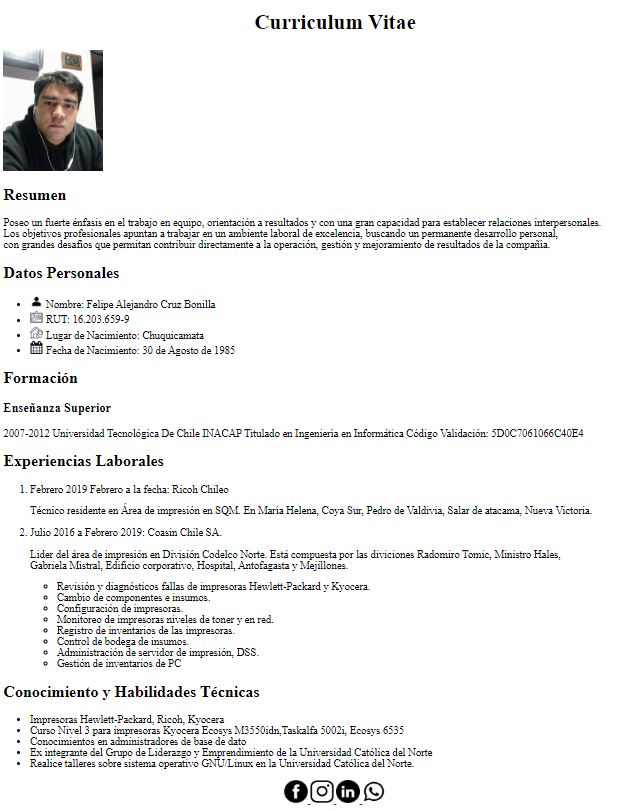 Curriculum Vitae
Resumen
Poseo un fuerte énfasis en el trabajo en equipo, orientación a resultados y con una gran capacidad para establecer relaciones interpersonales.
Los objetivos profesionales apuntan a trabajar en un ambiente laboral de excelencia, buscando un permanente desarrollo personal,
con grandes desafios que permitan contribuir directamente a la operación, gestión y mejoramiento de resultados de la compañía.
Datos Personales
Nombre: Felipe Alejandro Cruz Bonilla
RUT: 16.203.659-9
Lugar de Nacimiento: Chuquicamata
Fecha de Nacimiento: 30 de Agosto de 1985
Formación
Enseñanza Superior
2007-2012 Universidad Tecnológica De Chile INACAP Titulado en Ingenieria en Informática Código Validación: 5D0C7061066C40E4
Experiencias Laborales
1. Febrero 2019 Febrero a la fecha: Ricoh Chileo
Técnico residente en Área de impresión en SQM. En María Helena, Coya Sur, Pedro de Valdivia, Salar de atacama, Nueva Victoria.
2. Julio 2016 a Febrero 2019: Coasin Chile SA.
Lider del área de impresión en División Codelco Norte. Está compuesta por las diviciones Radomiro Tomic, Ministro Hales,
Gabriela Mistral, Edificio corporativo, Hospital, Antofagasta y Mejillones.
Revisión y diagnósticos fallas de impresoras Hewlett-Packard y Kyocera.
Cambio de componentes e insumos.
Configuración de impresoras.
Monitoreo de impresoras niveles de toner y en red.
Registro de inventarios de las impresoras.
Control de bodega de insumos.
Administración de servidor de impresión, DSS.
Gestión de inventarios de PC
Conocimiento y Habilidades Técnicas
Impresoras Hewlett-Packard, Ricoh, Kyocera
Curso Nivel 3 para impresoras Kyocera Ecosys M3550idn,Taskalfa 5002i, Ecosys 6535
Conocimientos en administradores de base de dato
Ex integrante del Grupo de Liderazgo y Emprendimiento de la Universidad Católica del Norte
Realice talleres sobre sistema operativo GNU/Linux en la Universidad Católica del Norte.